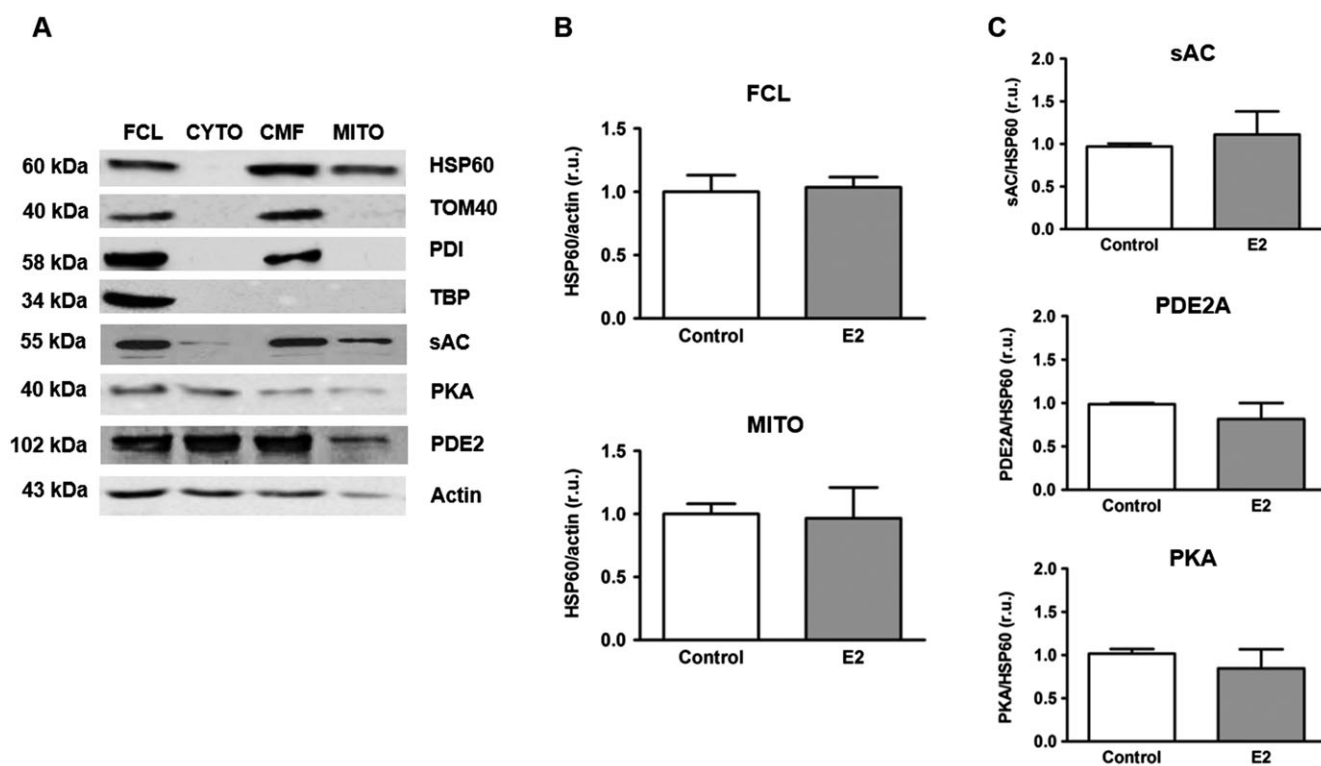 A
FCL CYTO CMF MITO
60 kDa HSP60
40 kDa TOM40
58 kDa PDI
34 kDa TBP
55 kDa sAC
40 kDa PKA
102 kDa PDE2
43 kDa Actin
B
FCL
HSP60/actin (r.u.)
1.5
1.0
0.5
0.0
Control E2
MITO
HSP60/actin (r.u.)
1.5
1.0
0.5
0.0
Control E2
C
sAC
sAC/HSP60 (r.u.)
2.0
1.5
1.0
0.5
0.0
Control E2
PDE2A
PDE2A/HSP60 (r.u.)
2.0
1.5
1.0
0.5
0.0
Control E2
PKA
PKA/HSP60 (r.u.)
2.0
1.5
1.0
0.5
0.0
Control E2